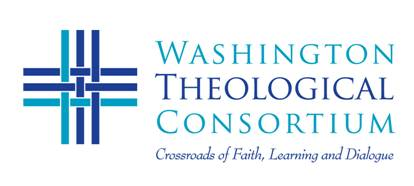 WASHINGTON
THEOLOGICAL
CONSORTIUM
Crossroads of Faith, Learning and Dialogue